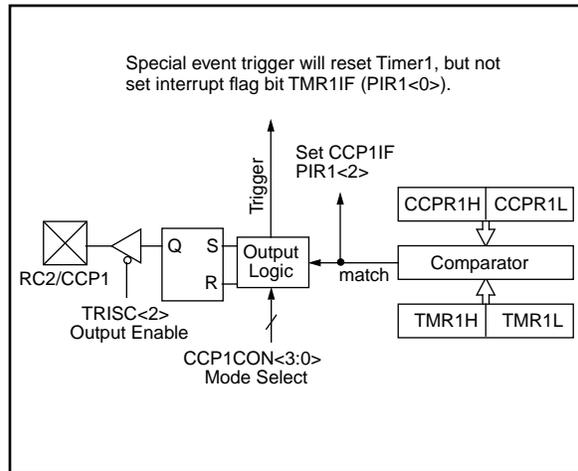 Special event trigger will reset Timer1, but not
set interrupt flag bit TMR1IF (PIR1<0>).
Trigger
Set CCP1IF
PIR1<2>
CCPR1H CCPR1L
Q S Output
Logic
R
match
Comparator
RC2/CCP1
TRISC<2>
Output Enable
TMR1H TMR1L
CCP1CON<3:0>
Mode Select